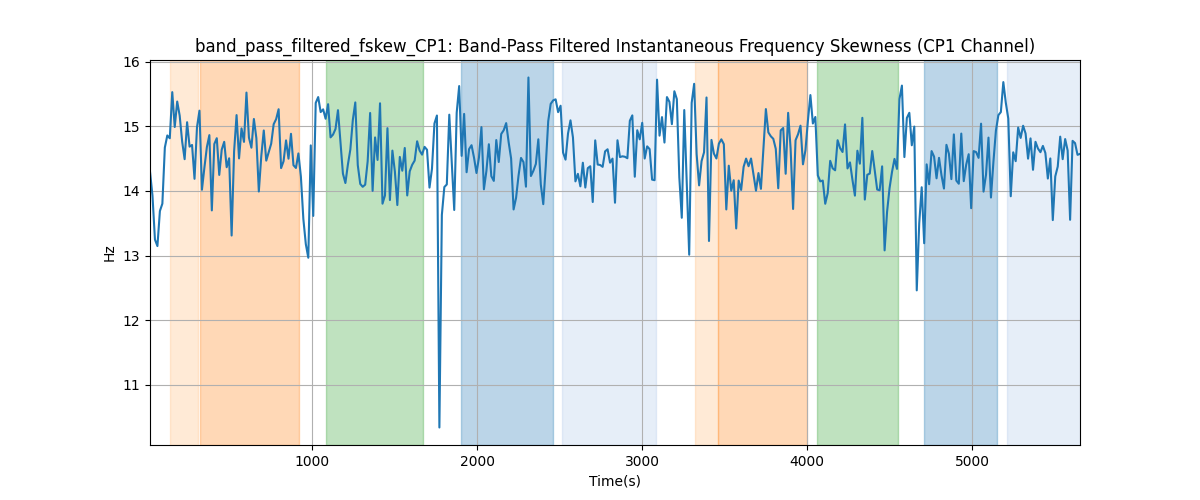 band_pass_filtered_fskew_CP1: Band-Pass Filtered Instantaneous Frequency Skewness (CP1 Channel)
16
15
14
13
12
11
Hz
1000 2000 3000 4000 5000
Time(s)